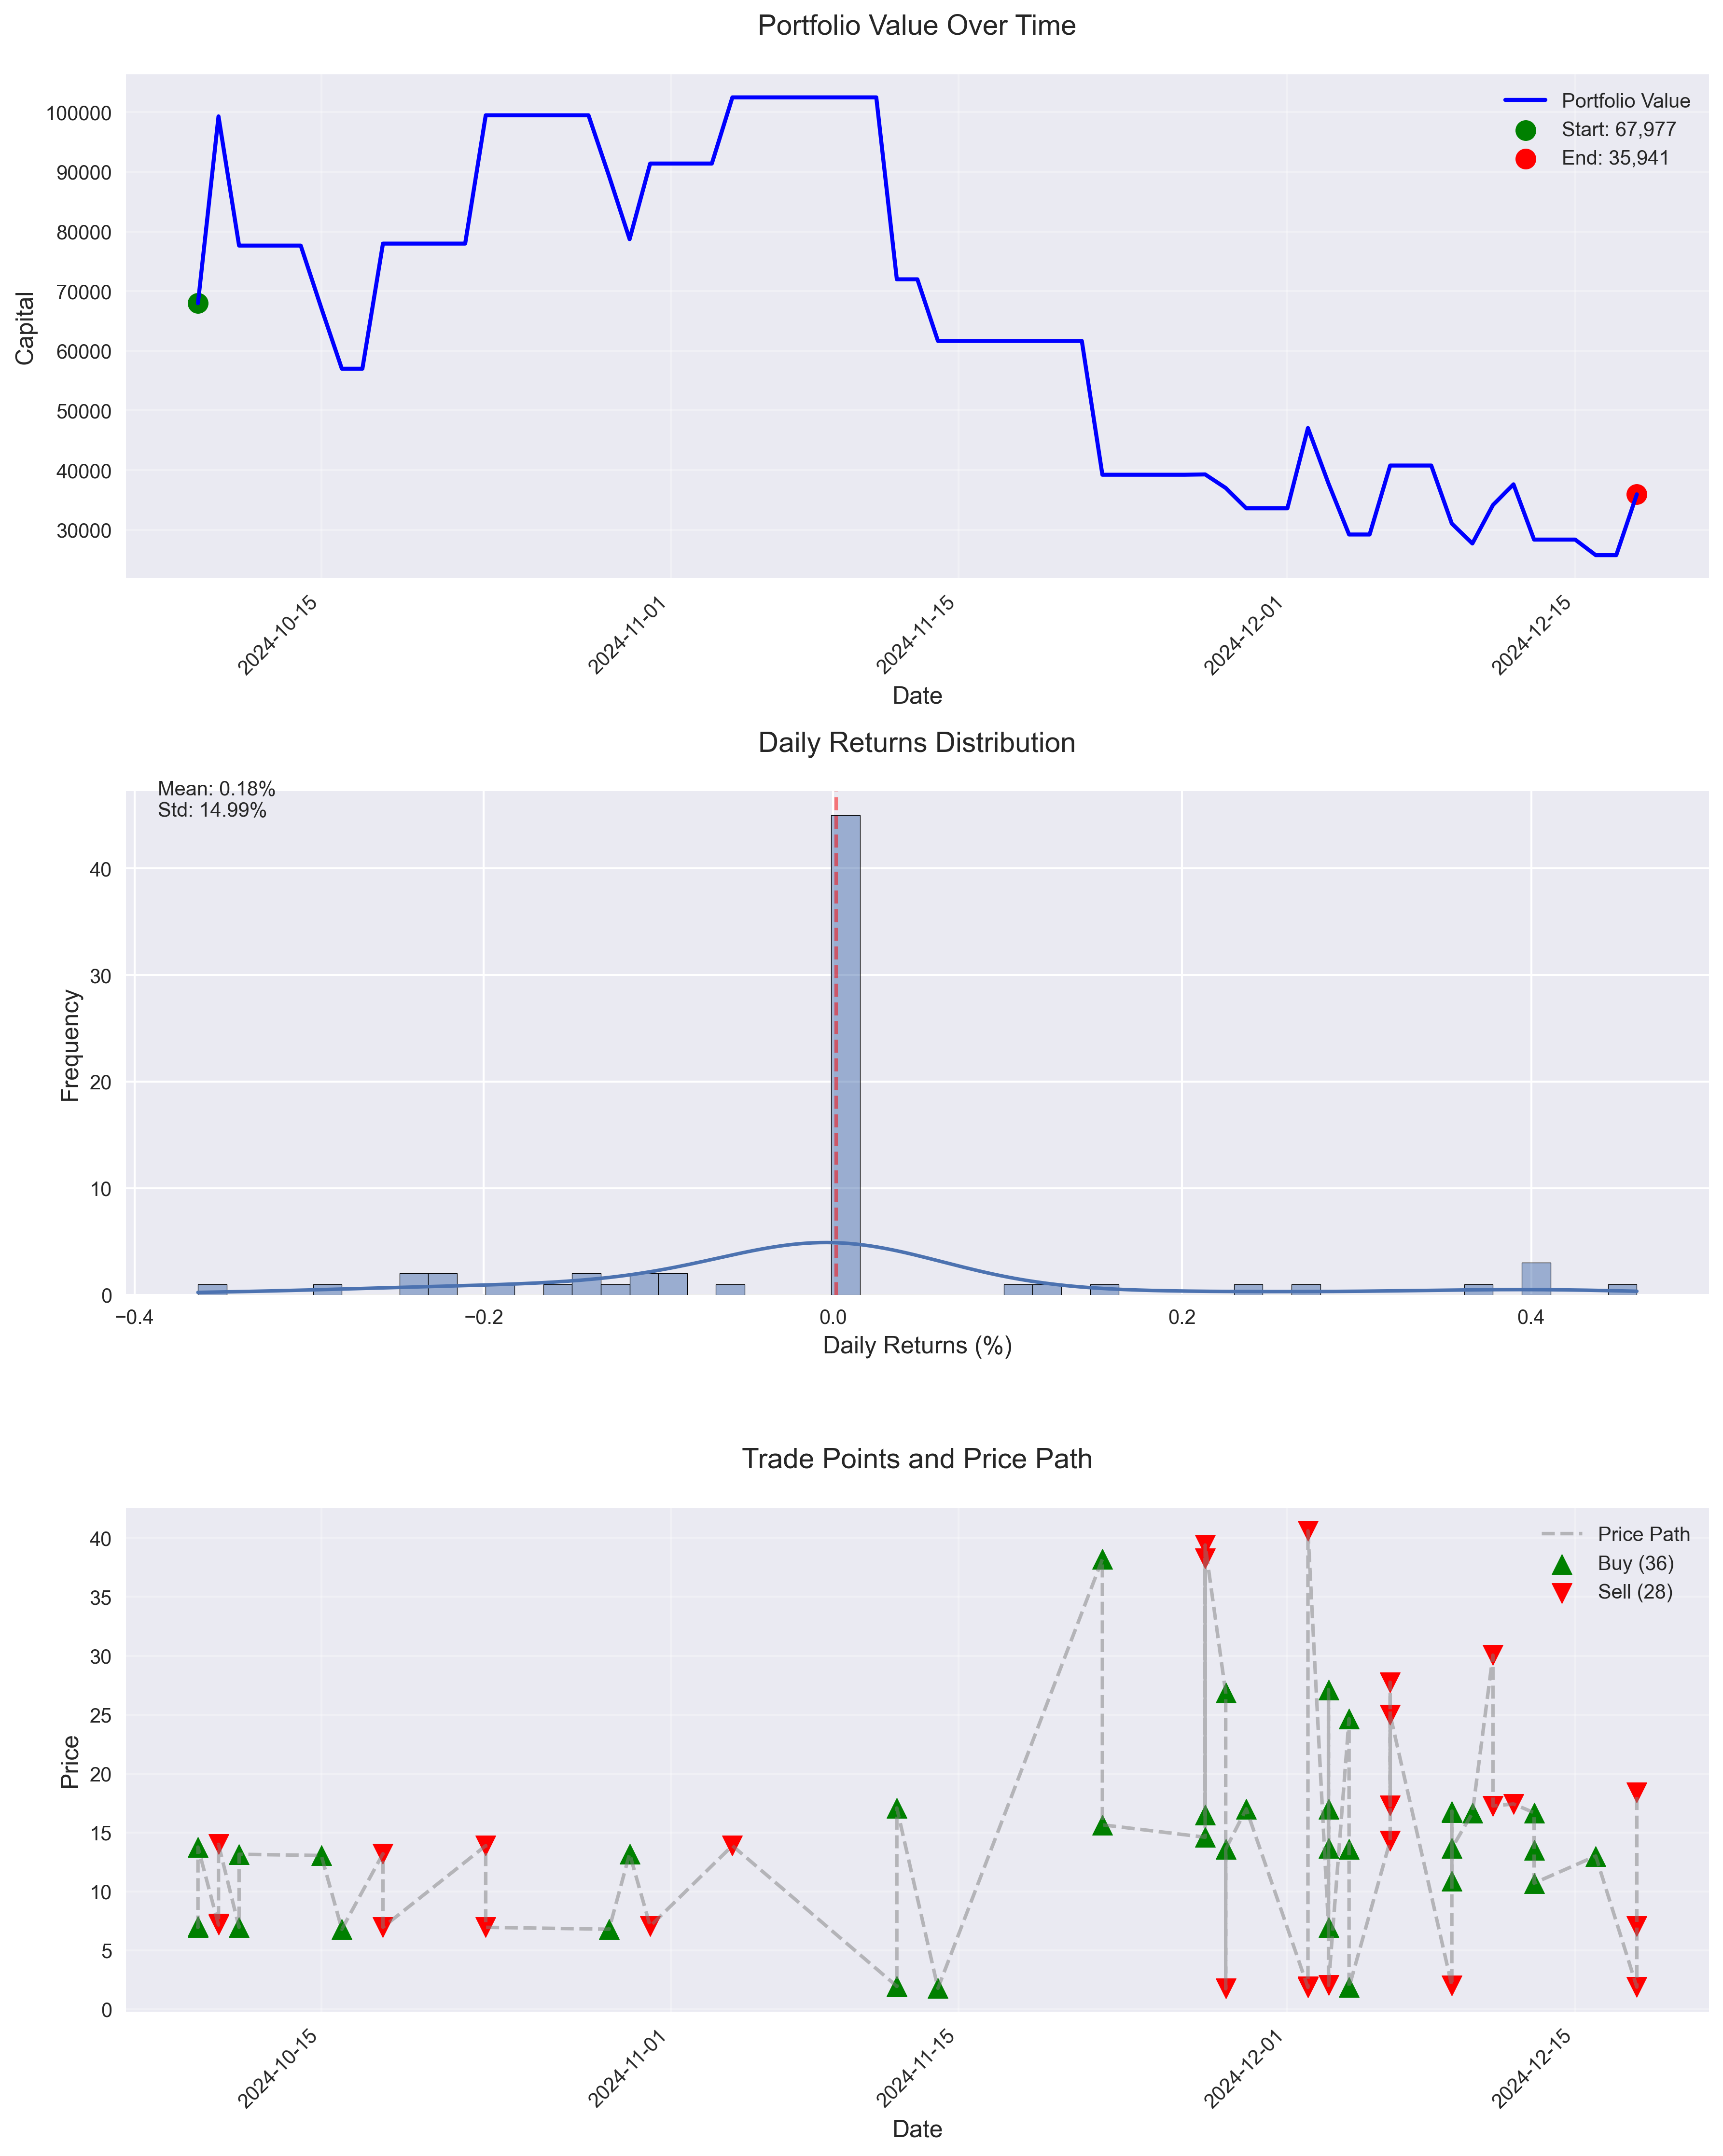 Portfolio Value Over Time
100000
90000
80000
70000
60000
50000
40000
30000
Capital
Portfolio Value
Start: 67,977
End: 35,941
2024-10-15
2024-11-01
2024-11-15
2024-12-01
2024-12-15
Date
Daily Returns Distribution
Mean: 0.18%
Std: 14.99%
40
30
20
10
0
Frequency
−0.4
−0.2
0.0
0.2
0.4
Daily Returns (%)
Trade Points and Price Path
40
35
30
25
20
15
10
5
0
Price
Price Path
Buy (36)
Sell (28)
2024-10-15
2024-11-01
2024-11-15
2024-12-01
2024-12-15
Date